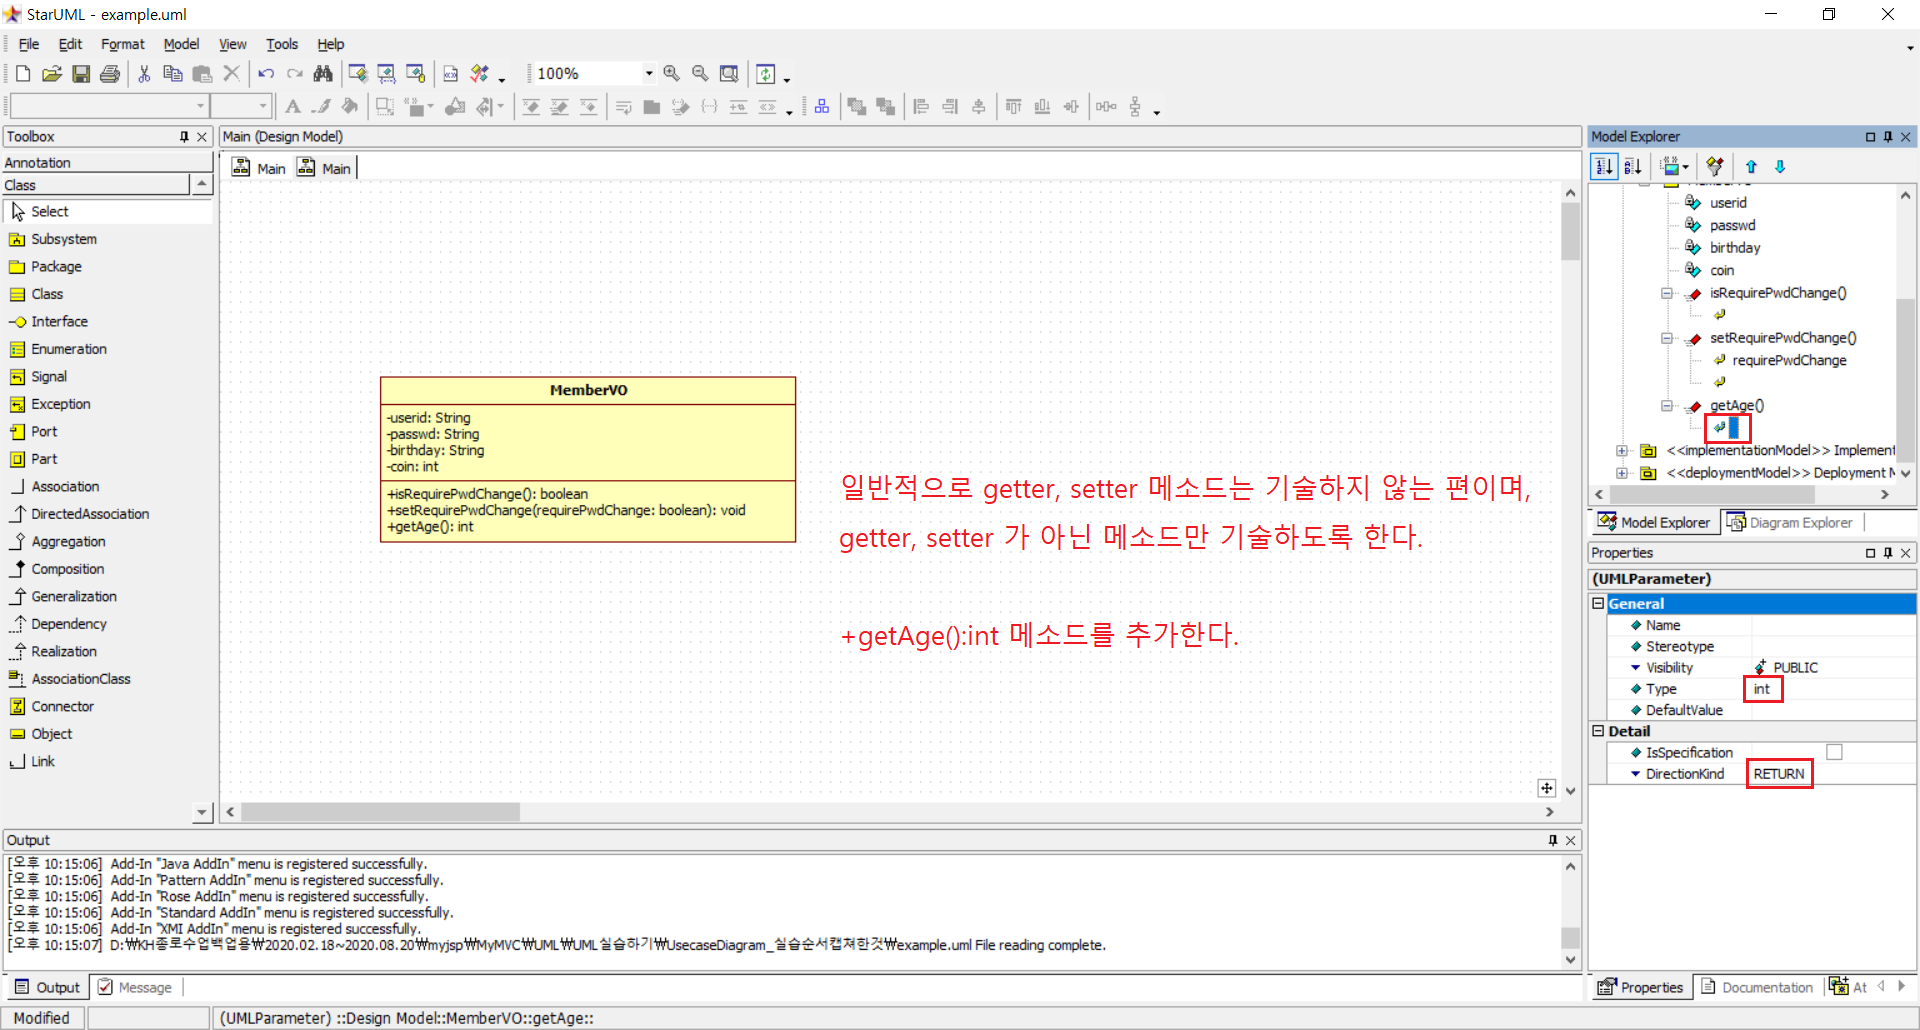 StarUML - example.uml
File Edit Format Model View Tools Help
100%
Toolbox
Annotation
Class
Select
Subsystem
Package
Class
Interface
Enumeration
Signal
Exception
Port
Part
Association
DirectedAssociation
Aggregation
Composition
Generalization
Dependency
Realization
AssociationClass
Connector
Object
Link
Main (Design Model)
Main Main
MemberVO
-userid: String
-passwd: String
-birthday: String
-coin: int
+isRequirePwdChange(): boolean
+setRequirePwdChange(requirePwdChange: boolean): void
+getAge(): int
일반적으로 getter, setter 메소드는 기술하지 않는 편이며,
getter, setter 가 아닌 메소드만 기술하도록 한다.
+getAge():int 메소드를 추가한다.
Model Explorer
userid
passwd
birthday
coin
isRequirePwdChange()
setRequirePwdChange()
requirePwdChange
getAge()
<<implementationModel>> Implement
<<deploymentModel>> Deployment M
Model Explorer Diagram Explorer
Properties
(UMLParameter)
General
Name
Stereotype
Visibility PUBLIC
Type int
DefaultValue
Detail
IsSpecification
DirectionKind RETURN
Properties Documentation At
Output
[오후 10:15:06] Add-In "Java AddIn" menu is registered successfully.
[오후 10:15:06] Add-In "Pattern AddIn" menu is registered successfully.
[오후 10:15:06] Add-In "Rose AddIn" menu is registered successfully.
[오후 10:15:06] Add-In "Standard AddIn" menu is registered successfully.
[오후 10:15:06] Add-In "XMI AddIn" menu is registered successfully.
[오후 10:15:07] D:₩KH종로수업백업용₩2020.02.18~2020.08.20₩myjsp₩MyMVC₩UML₩UML실습하기₩UsecaseDiagram_실습순서캡쳐한것₩example.uml File reading complete.
Output Message
Modified
(UMLParameter) ::Design Model::MemberVO::getAge::